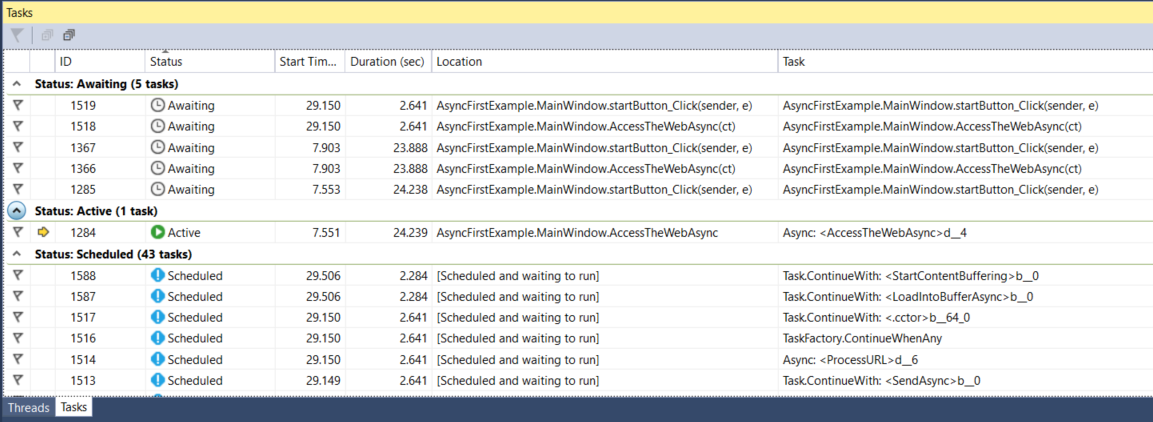 Tasks
ID Status Start Tim... Duration (sec) Location Task
Status: Awaiting (5 tasks)
1519 Awaiting 29.150 2.641 AsyncFirstExample.MainWindow.startButton_Click(sender, e) AsyncFirstExample.MainWindow.startButton_Click(sender, e)
1518 Awaiting 29.150 2.641 AsyncFirstExample.MainWindow.AccessTheWebAsync(ct) AsyncFirstExample.MainWindow.AccessTheWebAsync(ct)
1367 Awaiting 7.903 23.888 AsyncFirstExample.MainWindow.startButton_Click(sender, e) AsyncFirstExample.MainWindow.startButton_Click(sender, e)
1366 Awaiting 7.903 23.888 AsyncFirstExample.MainWindow.AccessTheWebAsync(ct) AsyncFirstExample.MainWindow.AccessTheWebAsync(ct)
1285 Awaiting 7.553 24.238 AsyncFirstExample.MainWindow.startButton_Click(sender, e) AsyncFirstExample.MainWindow.startButton_Click(sender, e)
Status: Active (1 task)
1284 Active 7.551 24.239 AsyncFirstExample.MainWindow.AccessTheWebAsync Async: <AccessTheWebAsync>d__4
Status: Scheduled (43 tasks)
1588 Scheduled 29.506 2.284 [Scheduled and waiting to run] Task.ContinueWith: <StartContentBuffering>b__0
1587 Scheduled 29.506 2.284 [Scheduled and waiting to run] Task.ContinueWith: <LoadIntoBufferAsync>b__0
1517 Scheduled 29.150 2.641 [Scheduled and waiting to run] Task.ContinueWith: <.cctor>b__64_0
1516 Scheduled 29.150 2.641 [Scheduled and waiting to run] TaskFactory.ContinueWhenAny
1514 Scheduled 29.150 2.641 [Scheduled and waiting to run] Async: <ProcessURL>d__6
1513 Scheduled 29.149 2.641 [Scheduled and waiting to run] Task.ContinueWith: <SendAsync>b__0
Threads Tasks